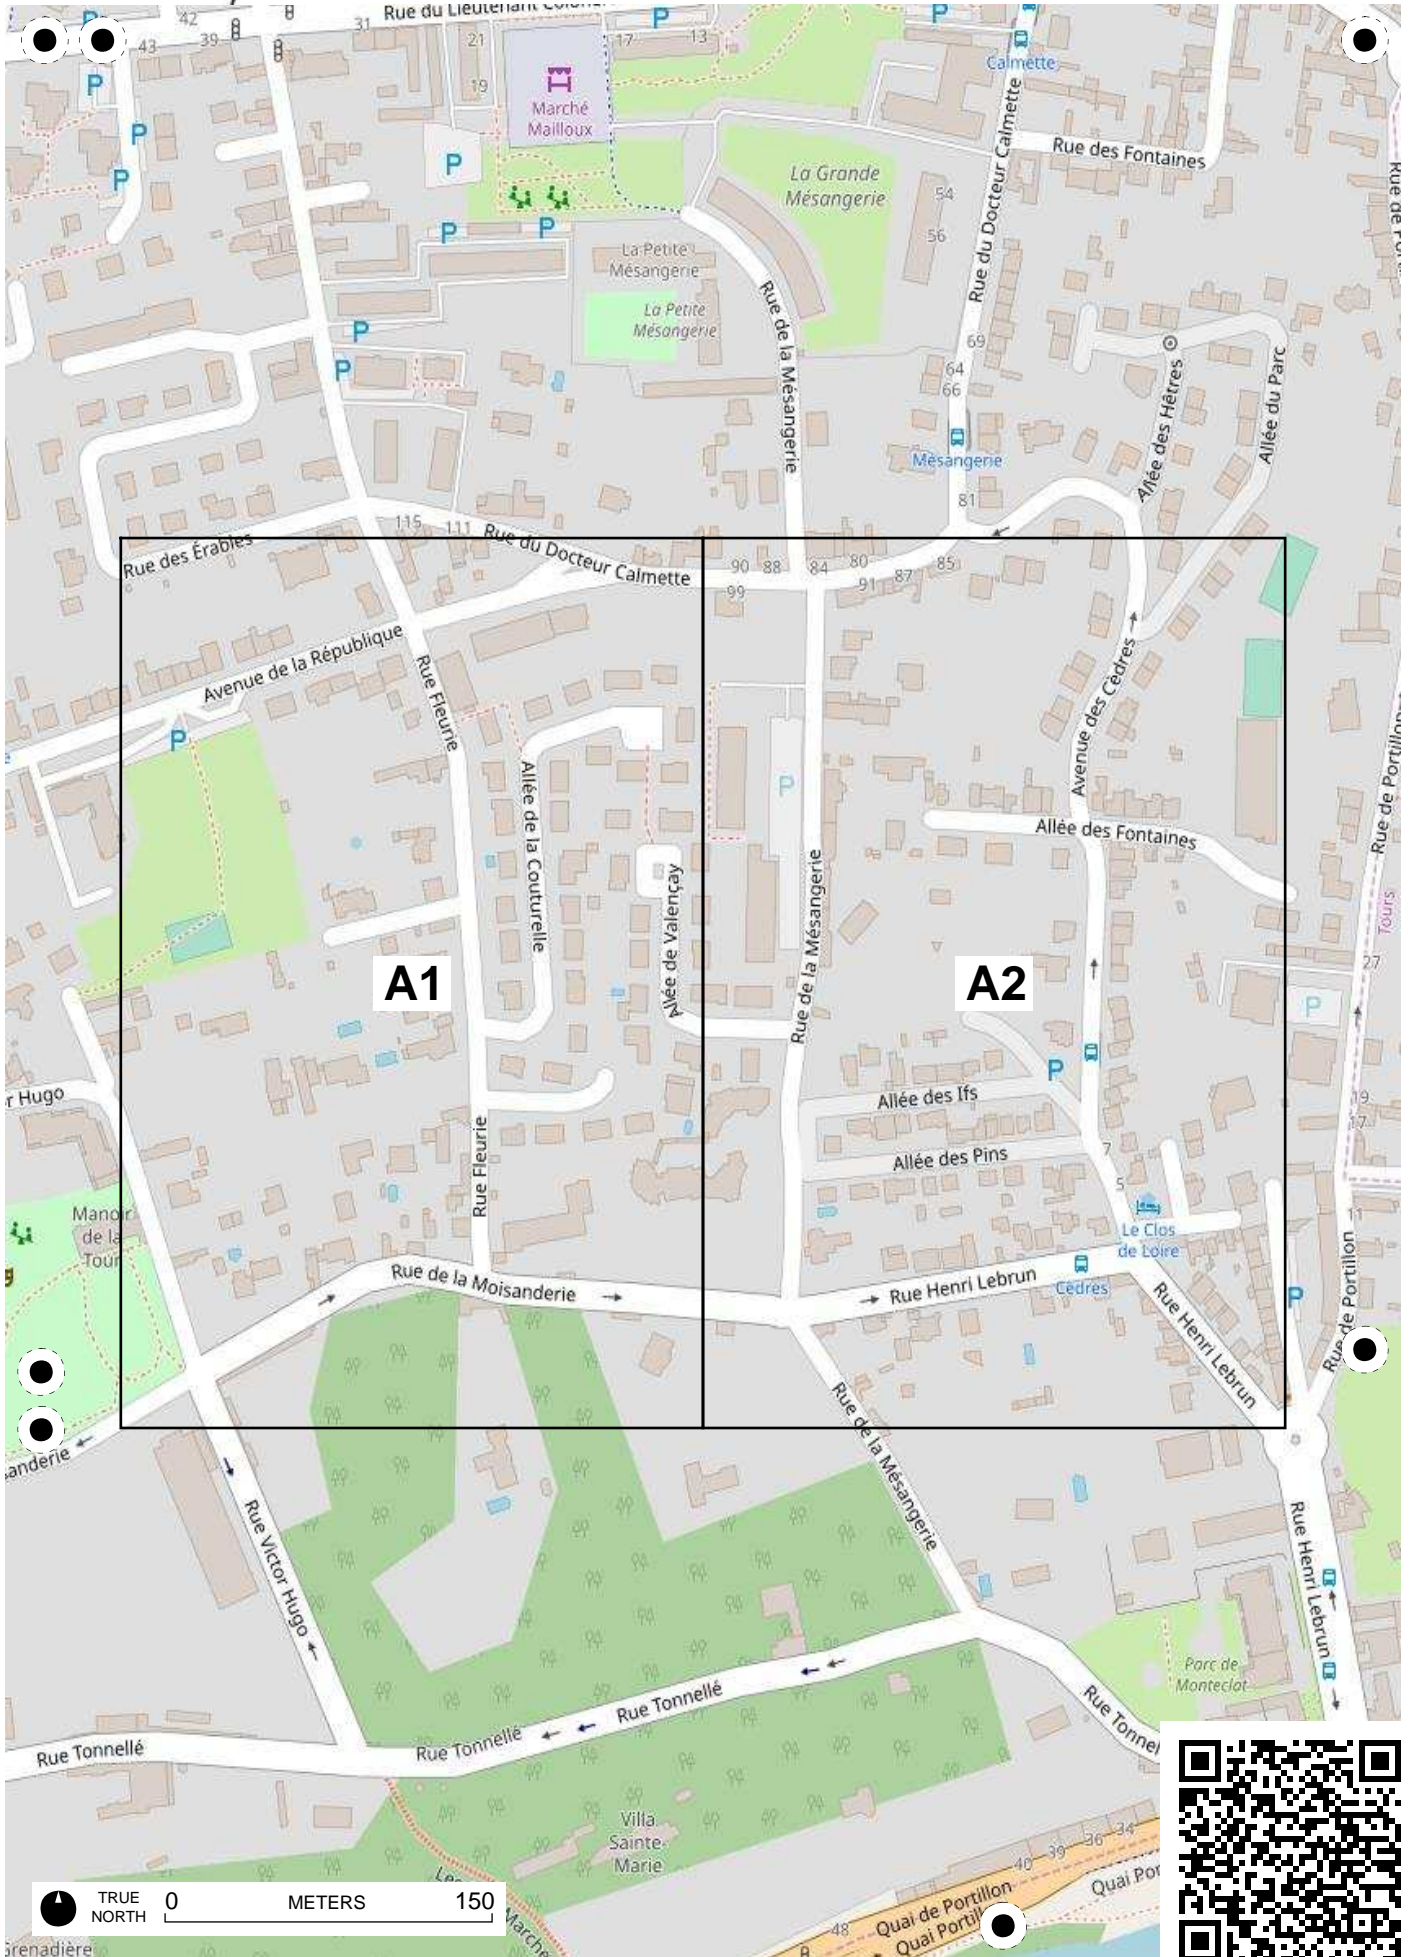 Rue du Lieutenant Colon
42
43
39
31
21
19
17
13
P
P
P
P
P
P
P
P
P
P
P
Marché
Mailloux
Calmette
Rue des Fontaines
Rue du Docteur Calmette
La Grande
Mésangerie
54
56
La Petite
Mésangerie
La Petite
Mésangerie
Rue de la Mésangerie
69
64
66
Mésangerie
81
Allée des Hêtres
Allée du Parc
115
111
Rue du Docteur Calmette
Rue des Érables
90
88
84
80
99
91
87
85
Avenue de la République
Rue Fleurie
P
Allée de la Couturelle
Allée de Valençay
P
Rue de la Mésangerie
Avenue des Cèdres
Allée des Fontaines
Rue de Portillon
Tours
27
A1
A2
P
P
Allée des Ifs
Allée des Pins
7
5
19
17
11
r Hugo
Manoir
de la
Tour
Rue Fleurie
Le Clos
de Loire
Rue de la Moisanderie
Rue Henri Lebrun
Cèdres
P
Rue Henri Lebrun
Rue de Portillon
Rue de la Mésangerie
sanderie
Rue Victor Hugo
Rue Henri Lebrun
Parc de
Monteclat
Rue Tonnellé
Rue Tonnellé
Rue Tonnellé
Rue Tonnel
Villa
Sainte-
Marie
40
39
36
34
48
Quai de Portillon
Quai Portil
Quai Por
Les
Marche
Grenadière
TRUE
NORTH
0
METERS
150